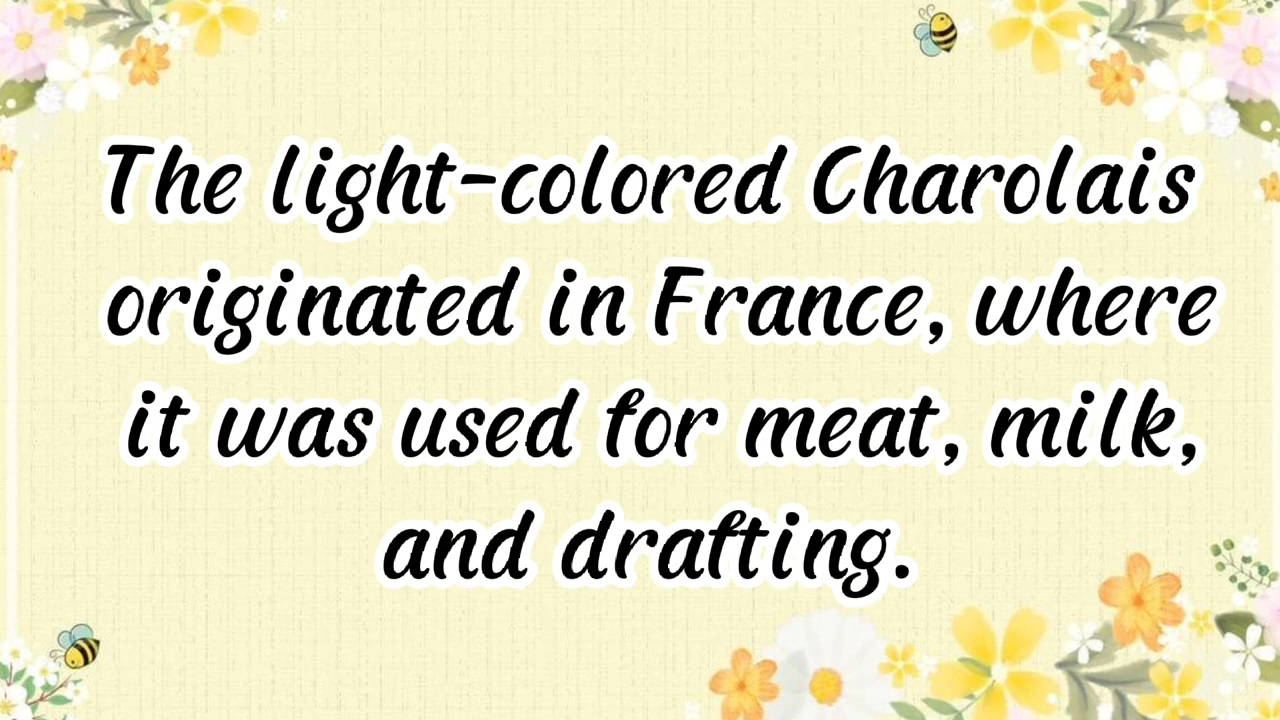 The light-colored Charolais
originated in France, where
it was used for meat, milk,
and drafting.